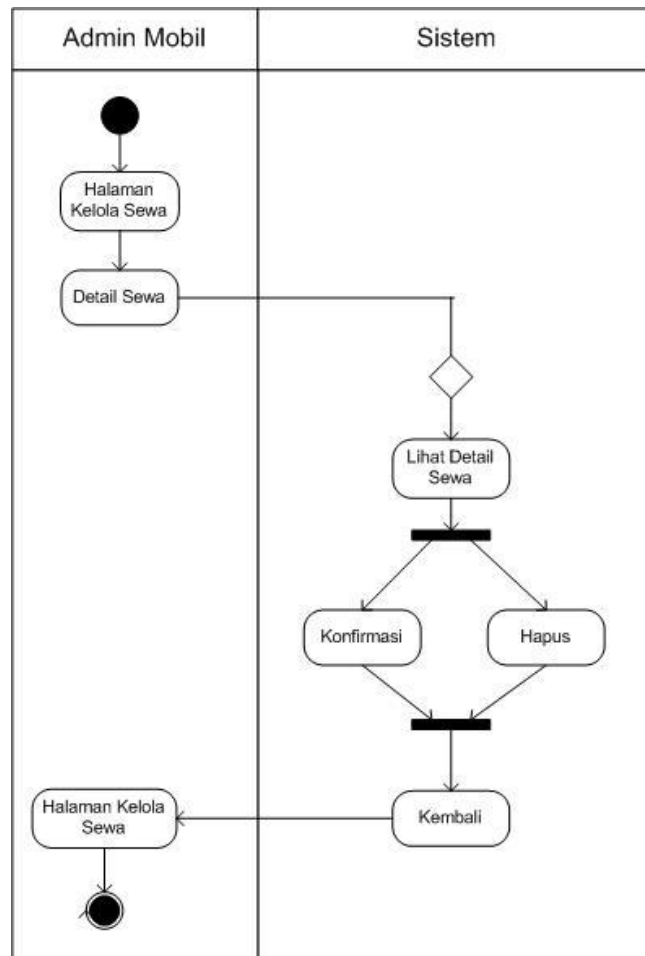 Admin Mobil
Sistem
Halaman
Kelola Sewa
Detail Sewa
Lihat Detail
Sewa
Konfirmasi
Hapus
Kembali
Halaman Kelola
Sewa